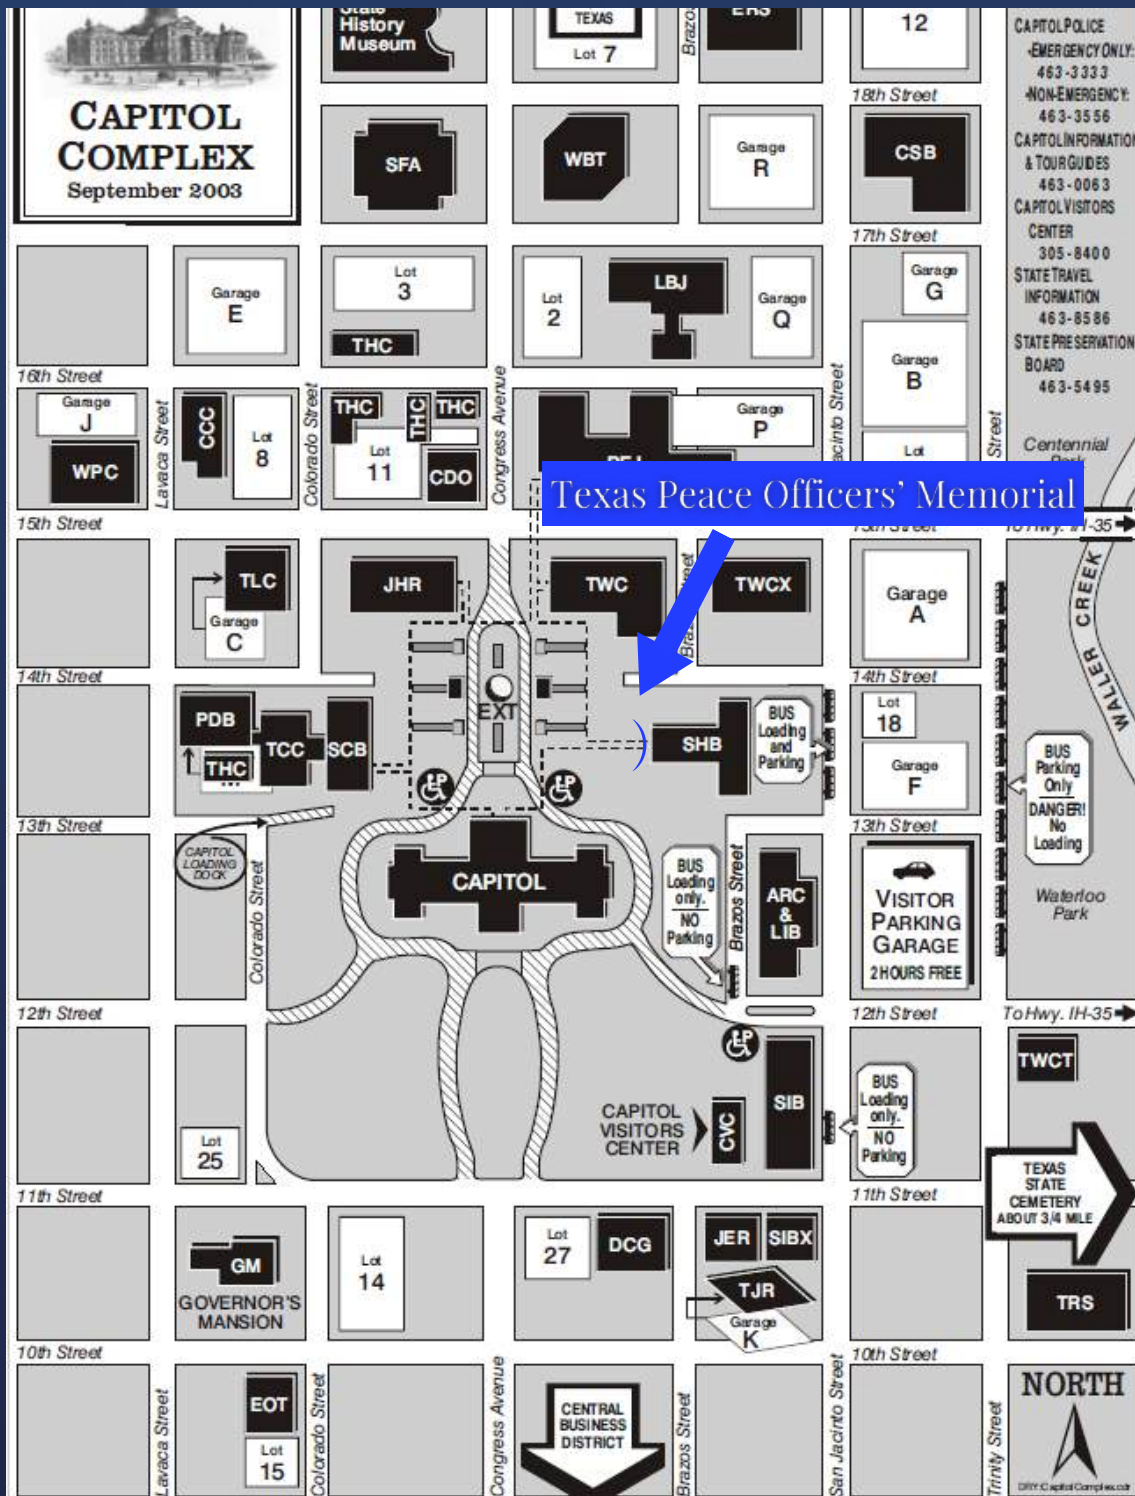 CAPITOL
COMPLEX
September 2003
State
History
Museum
TEXAS
Lot 7
Brazos
ERS
12
CAPITOL POLICE
•EMERGENCY ONLY:
463-3333
•NON-EMERGENCY:
463-3556
CAPITOL INFORMATION
& TOUR GUIDES
463-0063
CAPITOL VISITORS
CENTER
305-8400
STATE TRAVEL
INFORMATION
463-8586
STATE PRESERVATION
BOARD
463-5495
18th Street
SFA
WBT
Garage
R
CSB
17th Street
Garage
E
Lot
3
THC
Lot
2
LBJ
Garage
Q
Garage
G
Garage
B
16th Street
Garage
J
WPC
Lavaca Street
CCC
Lot
8
Colorado Street
THC
THC
THC
Lot
11
CDO
Congress Avenue
Garage
P
acinto Street
Lot
Street
Centennial
Texas Peace Officers' Memorial
15th Street
To Hwy. IH-35
TLC
Garage
C
JHR
TWC
TWCX
Garage
A
WALLER CREEK
14th Street
14th Street
PDB
THC
TCC
SCB
EXT
SHB
BUS
Loading
and
Parking
Lot
18
Garage
F
BUS
Parking
Only
DANGER!
No
Loading
P
P
13th Street
13th Street
CAPITOL
LOADING
DOCK
Colorado Street
CAPITOL
BUS
Loading
only.
NO
Parking
Brazos Street
ARC
&
LIB
VISITOR
PARKING
GARAGE
2 HOURS FREE
Waterloo
Park
12th Street
12th Street
To Hwy. IH-35
P
TWCT
Lot
25
CAPITOL
VISITORS
CENTER
CVC
SIB
BUS
Loading
only.
NO
Parking
TEXAS
STATE
CEMETERY
ABOUT 3/4 MILE
11th Street
11th Street
GM
GOVERNOR'S
MANSION
Lot
14
Lot
27
DCG
JER
SIBX
TJR
Garage
K
TRS
10th Street
10th Street
Lavaca Street
EOT
Lot
15
Colorado Street
Congress Avenue
CENTRAL
BUSINESS
DISTRICT
Brazos Street
San Jacinto Street
Trinity Street
NORTH